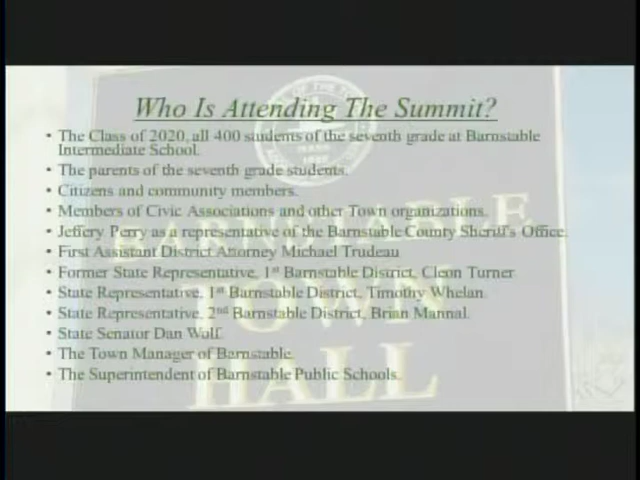 Who Is Attending The Summit?
• The Class of 2020, all 400 students of the seventh grade at Barnstable
Intermediate School.
• The parents of the seventh grade students.
• Citizens and community members.
• Members of Civic Associations and other Town organizations.
• Jeffery Perry as a representative of the Barnstable County Sheriff's Office.
• First Assistant District Attorney Michael Trudeau
• Former State Representative, 1st Barnstable District, Cleon Turner
• State Representative, 1st Barnstable District, Timothy Whelan.
• State Representative, 2nd Barnstable District, Brian Mannal.
• State Senator Dan Wolf.
• The Town Manager of Barnstable.
• The Superintendent of Barnstable Public Schools.
BARNSTABLE
TOWN
HALL